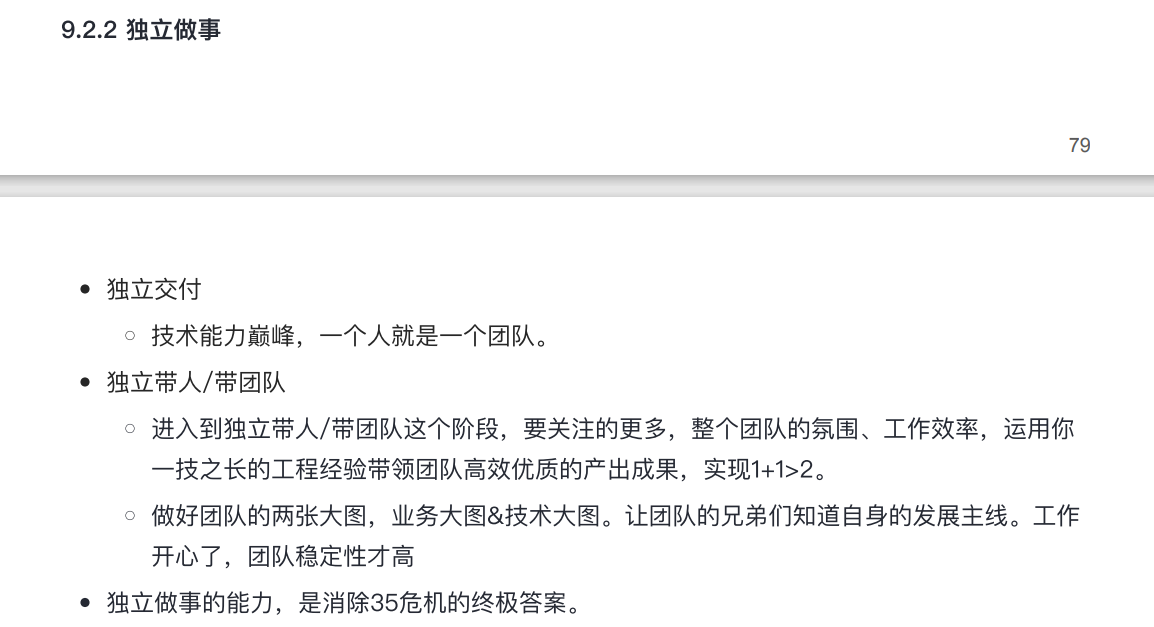 9.2.2 独立做事
79
独立交付
技术能力巅峰，一个人就是一个团队。
独立带人/带团队
进入到独立带人/带团队这个阶段，要关注的更多，整个团队的氛围、工作效率，运用你
一技之长的工程经验带领团队高效优质的产出成果，实现1+1>2。
做好团队的两张大图，业务大图&技术大图。让团队的兄弟们知道自身的发展主线。工作
开心了，团队稳定性才高
独立做事的能力，是消除35危机的终极答案。